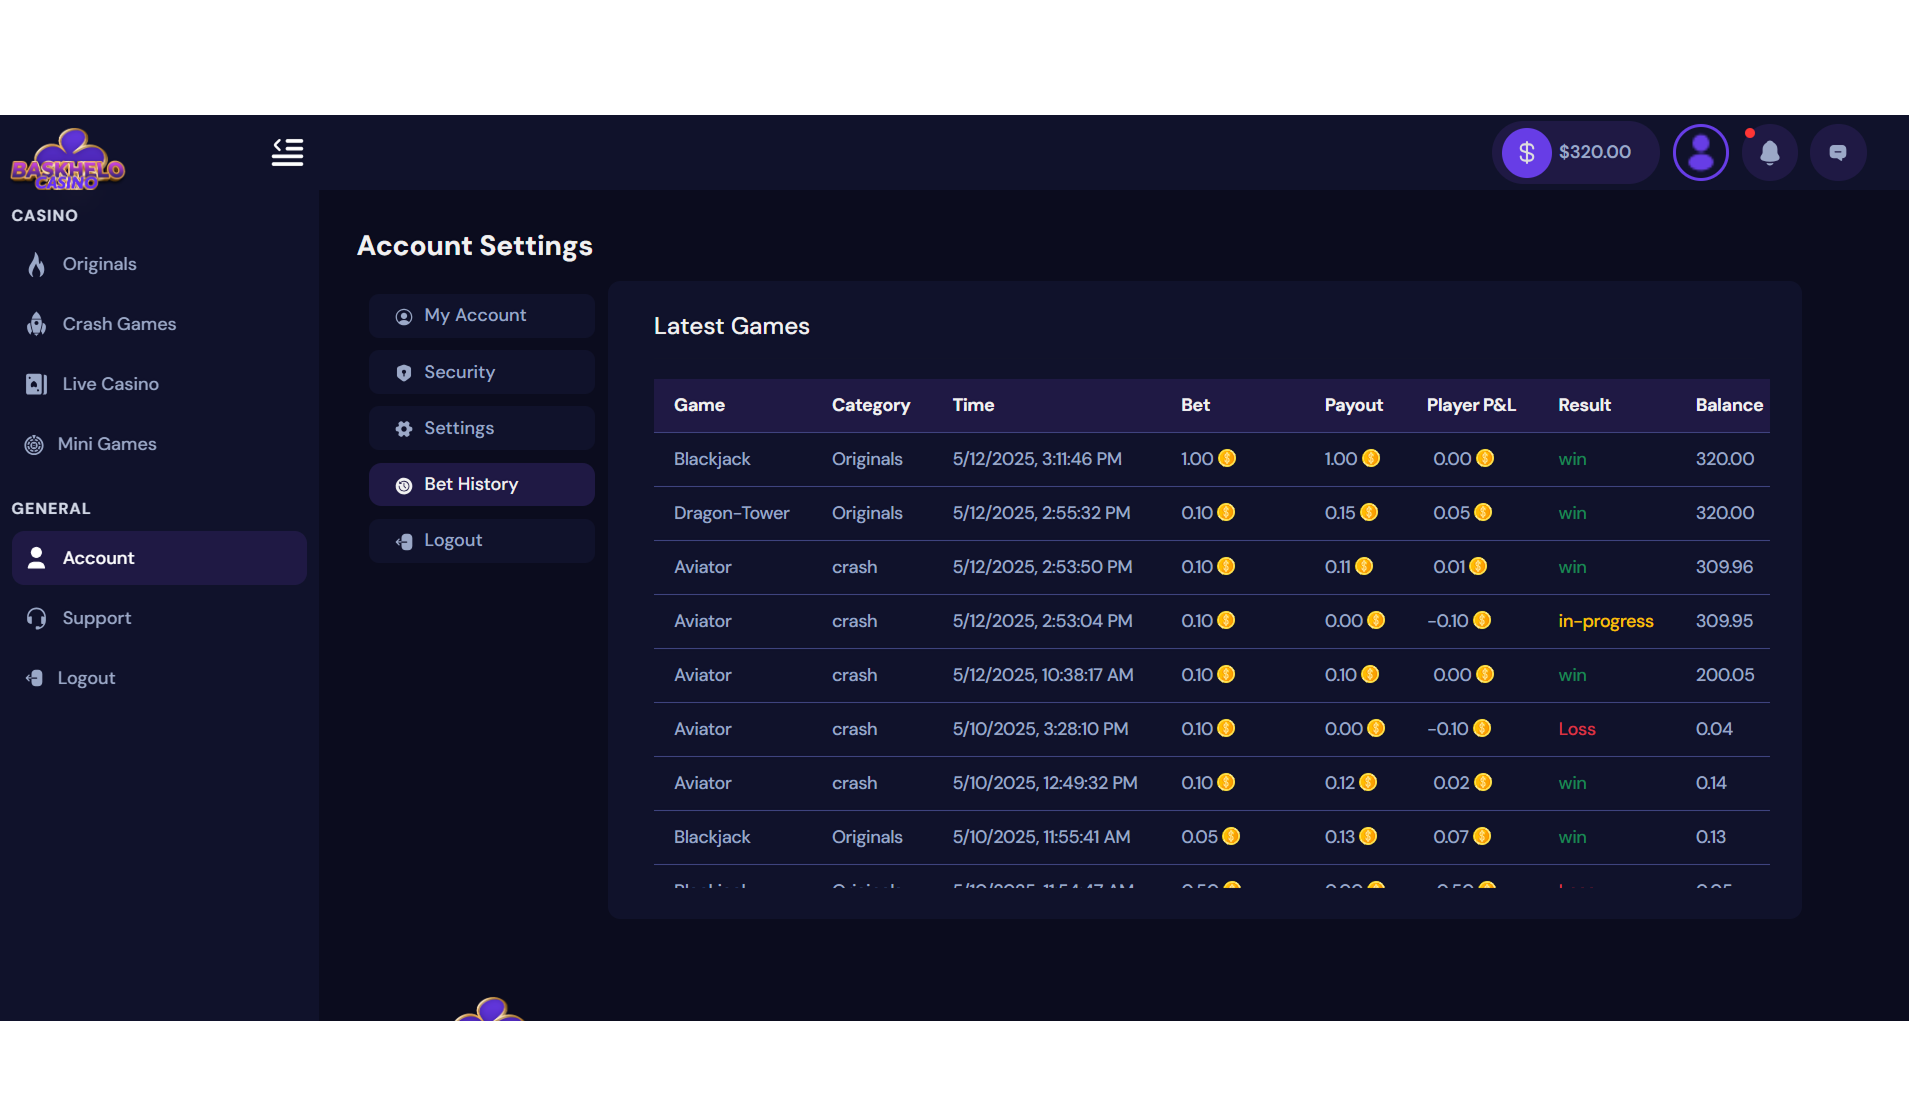 BASKHELO
CASINO
$ $320.00
CASINO
Originals
Crash Games
Live Casino
Mini Games
GENERAL
Account
Support
Logout
Account Settings
My Account
Security
Settings
Bet History
Logout
Latest Games
Game Category Time Bet Payout Player P&L Result Balance
Blackjack Originals 5/12/2025, 3:11:46 PM 1.00 1.00 0.00 win 320.00
Dragon-Tower Originals 5/12/2025, 2:55:32 PM 0.10 0.15 0.05 win 320.00
Aviator crash 5/12/2025, 2:53:50 PM 0.10 0.11 0.01 win 309.96
Aviator crash 5/12/2025, 2:53:04 PM 0.10 0.00 -0.10 in-progress 309.95
Aviator crash 5/12/2025, 10:38:17 AM 0.10 0.10 0.00 win 200.05
Aviator crash 5/10/2025, 3:28:10 PM 0.10 0.00 -0.10 Loss 0.04
Aviator crash 5/10/2025, 12:49:32 PM 0.10 0.12 0.02 win 0.14
Blackjack Originals 5/10/2025, 11:55:41 AM 0.05 0.13 0.07 win 0.13